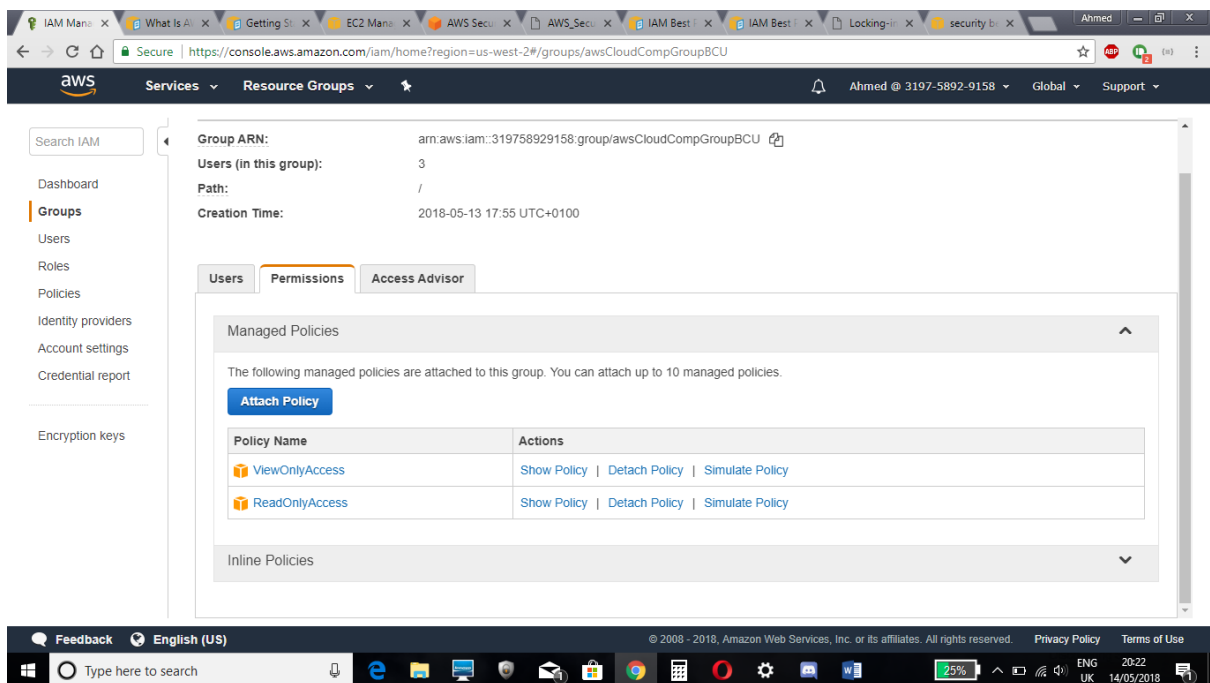 IAM Mana
What Is A
Getting St
EC2 Mana
AWS Secu
AWS_Secu
IAM Best
IAM Best
Locking-in
security be
Ahmed
Secure | https://console.aws.amazon.com/iam/home?region=us-west-2#/groups/awsCloudCompGroupBCU
ABP
2
aws Services Resource Groups Ahmed @ 3197-5892-9158 Global Support
Search IAM
Dashboard
Groups
Users
Roles
Policies
Identity providers
Account settings
Credential report
Encryption keys
Group ARN: arn:aws:iam::319758929158:group/awsCloudCompGroupBCU
Users (in this group): 3
Path: /
Creation Time: 2018-05-13 17:55 UTC+0100
Users Permissions Access Advisor
Managed Policies
The following managed policies are attached to this group. You can attach up to 10 managed policies.
Attach Policy
Policy Name Actions
ViewOnlyAccess Show Policy | Detach Policy | Simulate Policy
ReadOnlyAccess Show Policy | Detach Policy | Simulate Policy
Inline Policies
Feedback English (US) © 2008 - 2018, Amazon Web Services, Inc. or its affiliates. All rights reserved. Privacy Policy Terms of Use
Type here to search 25% ENG 20:22
UK 14/05/2018